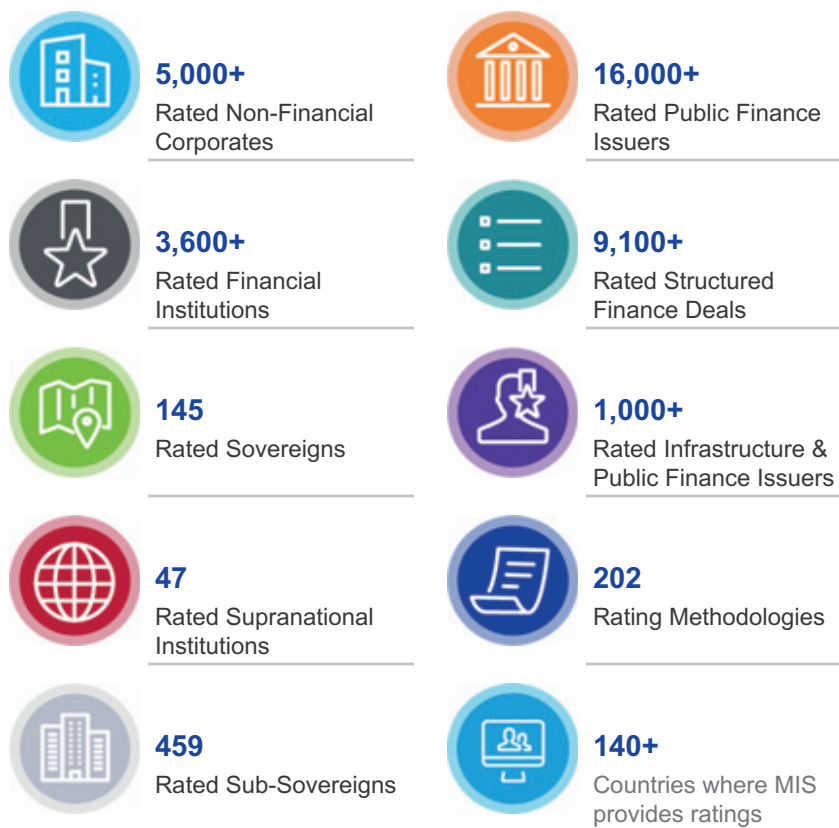 5,000+
Rated Non-Financial
Corporates
16,000+
Rated Public Finance
Issuers
3,600+
Rated Financial
Institutions
9,100+
Rated Structured
Finance Deals
145
Rated Sovereigns
1,000+
Rated Infrastructure &
Public Finance Issuers
47
Rated Supranational
Institutions
202
Rating Methodologies
459
Rated Sub-Sovereigns
140+
Countries where MIS
provides ratings